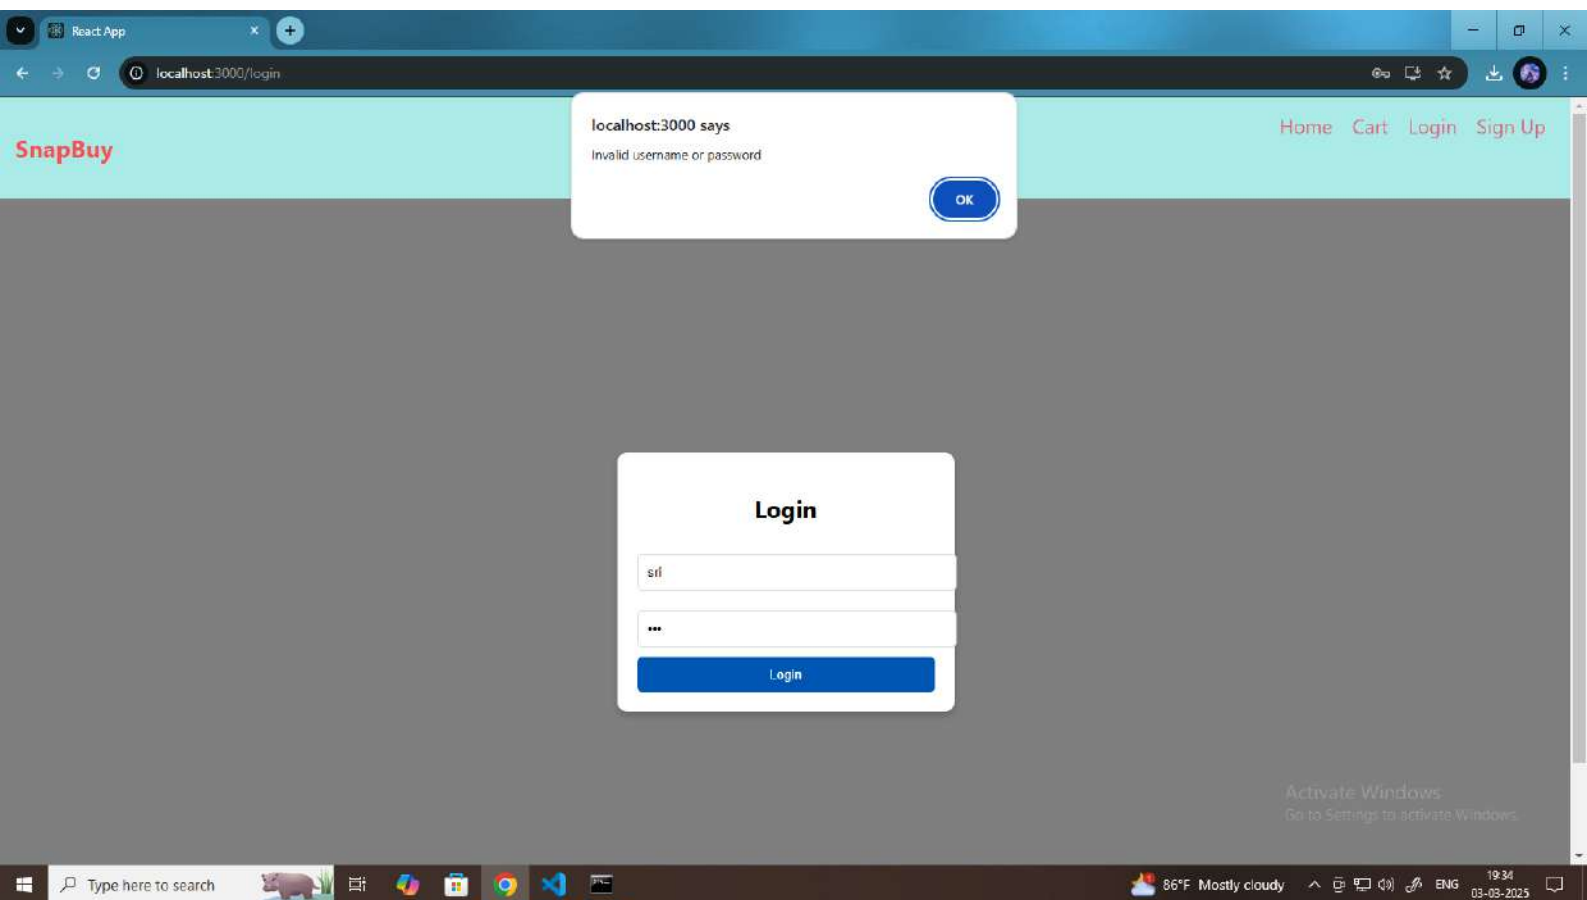 React App
localhost:3000/login
localhost:3000 says
Invalid username or password
OK
SnapBuy
Home Cart Login Sign Up
Login
sri
•••
Login
Activate Windows
Go to Settings to activate Windows.
Type here to search
86°F Mostly cloudy
ENG
19:34
03-03-2025